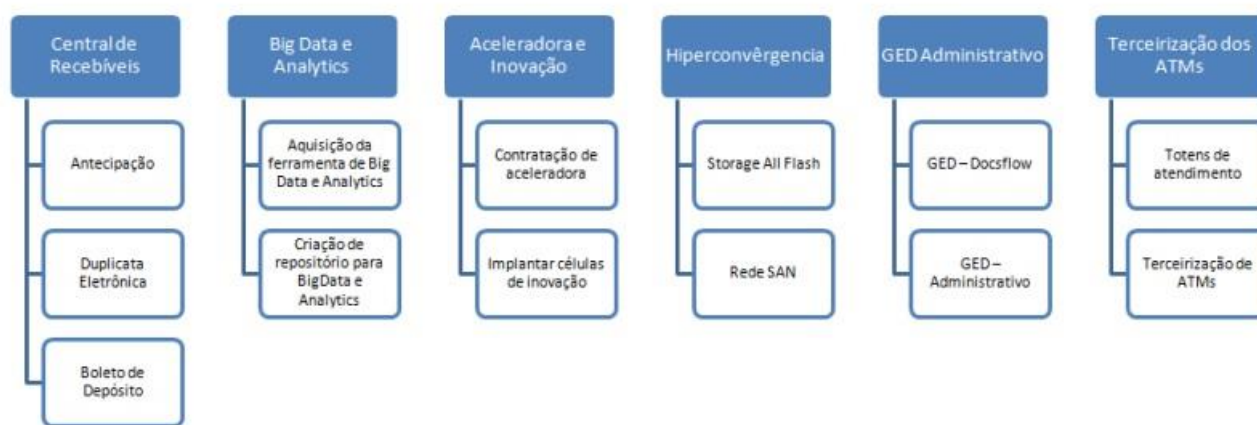 Central de
Recebíveis
Antecipação
Duplicata
Eletrônica
Boleto de
Depósito
Big Data e
Analytics
Aquisição da
ferramenta de Big
Data e Analytics
Criação de
repositório para
BigData e
Analytics
Aceleradora e
Inovação
Contratação de
aceleradora
Implantar células
de inovação
Hiperconvêrgencia
Storage All Flash
Rede SAN
GED Administrativo
GED – Docsflow
GED –
Administrativo
Terceirização dos
ATMs
Totens de
atendimento
Terceirização de
ATMs